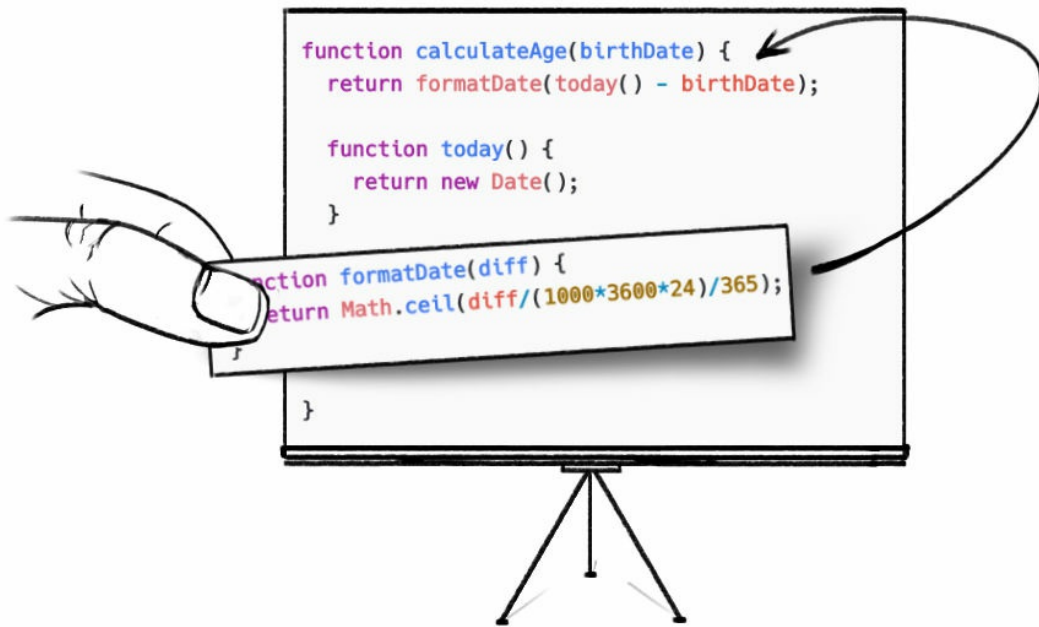 function calculateAge(birthDate) {
return formatDate(today() - birthDate);
function today() {
return new Date();
}
nction formatDate(diff) {
eturn Math.ceil(diff/(1000*3600*24)/365);
}
}